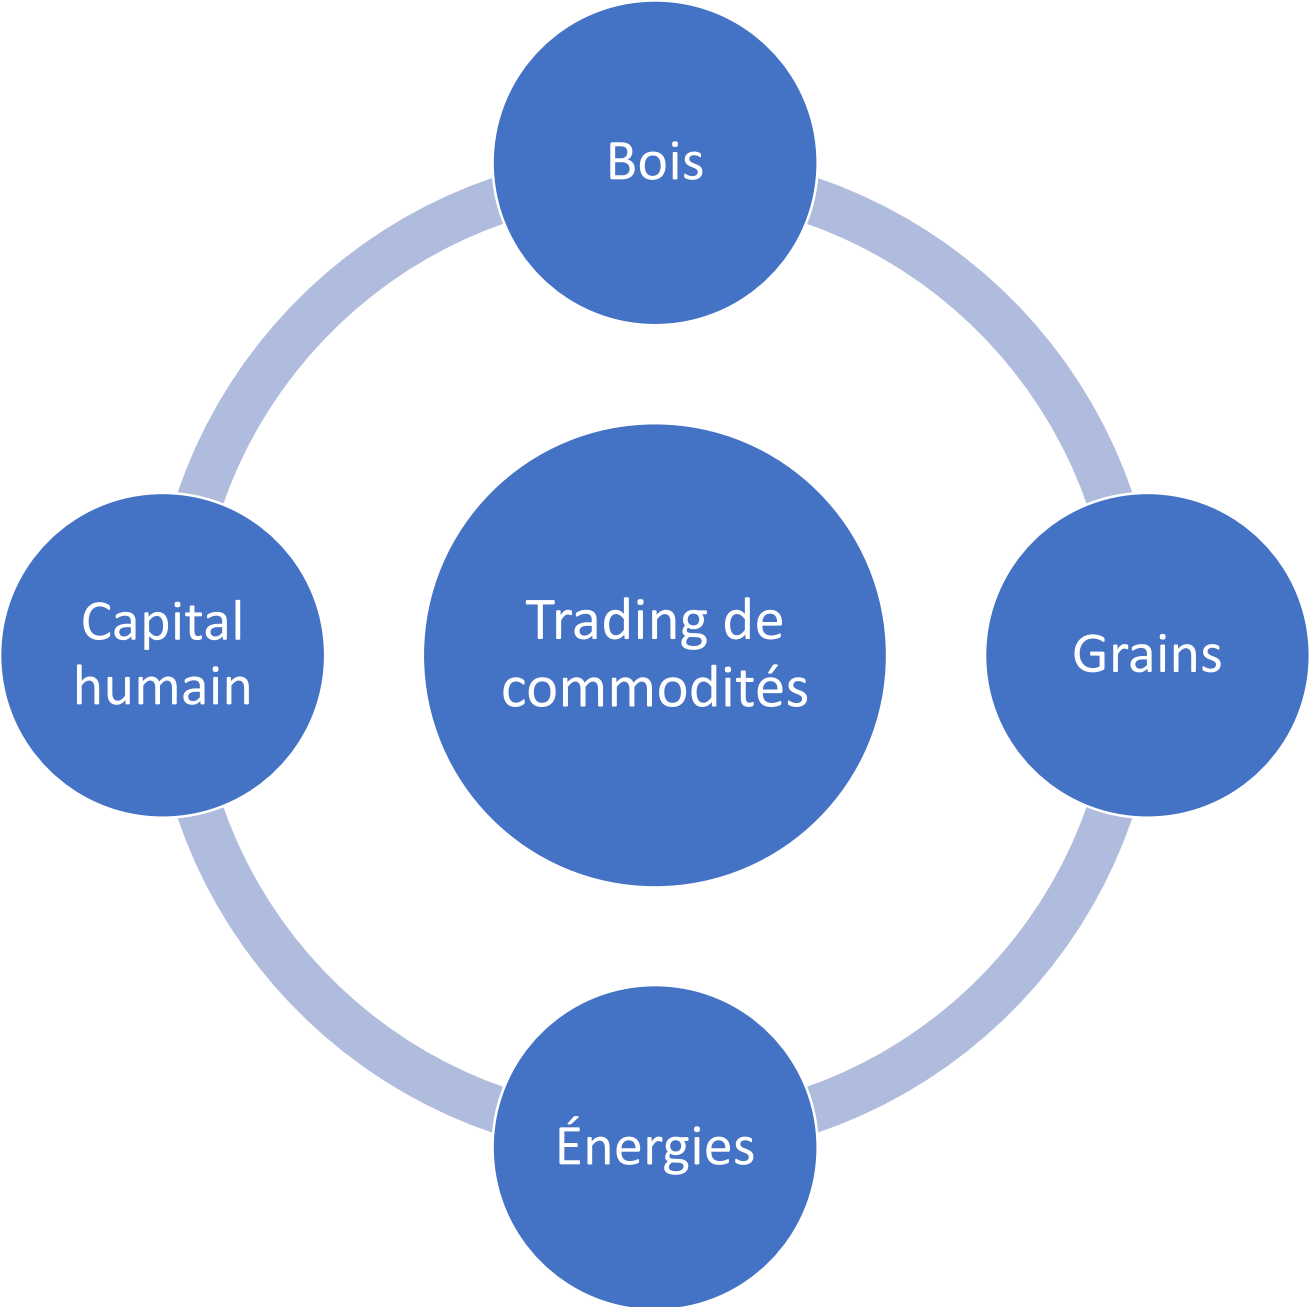 Bois
Capital
humain
Trading de
commodités
Grains
Énergies